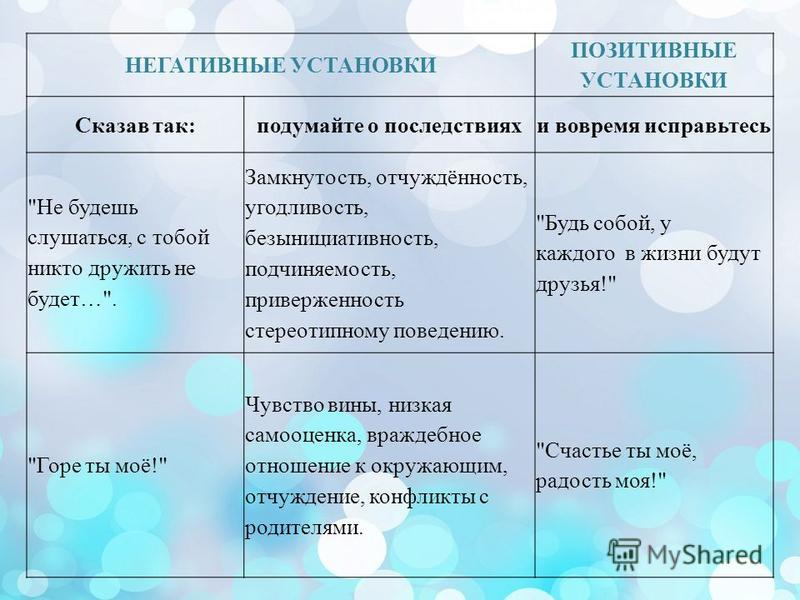 НЕГАТИВНЫЕ УСТАНОВКИ
ПОЗИТИВНЫЕ
УСТАНОВКИ
Сказав так:
подумайте о последствиях
и вовремя исправьтесь
"Не будешь
слушаться, с тобой
никто дружить не
будет…".
Замкнутость, отчуждённость,
угодливость,
безынициативность,
подчиняемость,
приверженность
стереотипному поведению.
"Будь собой, у
каждого в жизни будут
друзья!"
"Горе ты моё!"
Чувство вины, низкая
самооценка, враждебное
отношение к окружающим,
отчуждение, конфликты с
родителями.
"Счастье ты моё,
радость моя!"
MyShared